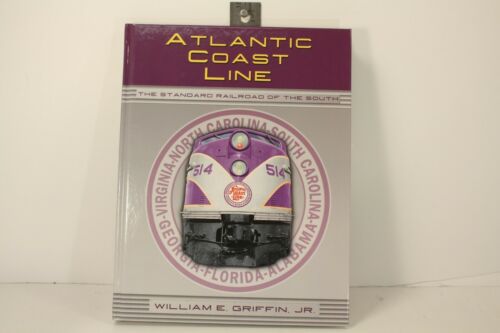 ATLANTIC
COAST
LINE
THE STANDARD RAILROAD OF THE SOUTH
VIRGINIA-NORTH CAROLINA-SOUTH CAROLINA
GEORGIA-FLORIDA-ALABAMA
514
514
WILLIAM E. GRIFFIN, JR.